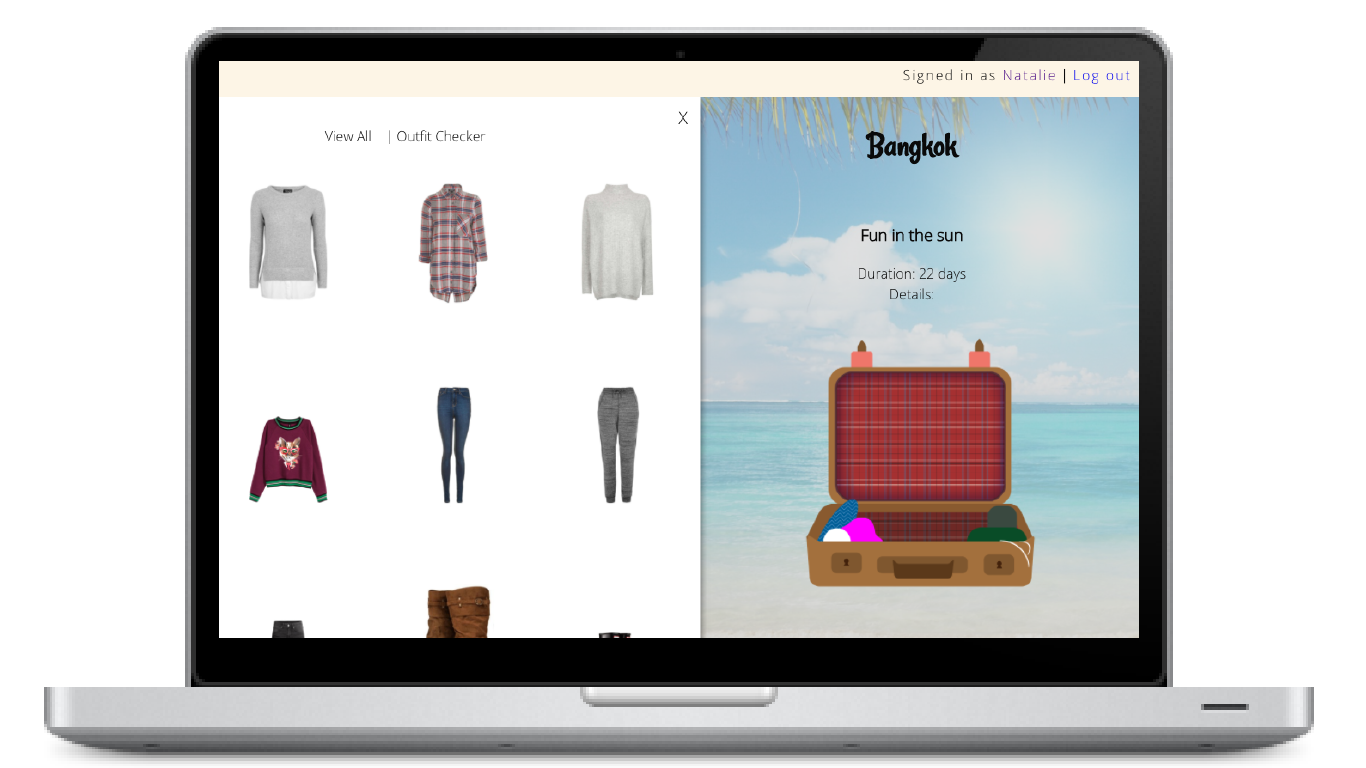 Signed in as Natalie | Log out
X
View All | Outfit Checker
Bangkok
Fun in the sun
Duration: 22 days
Details: